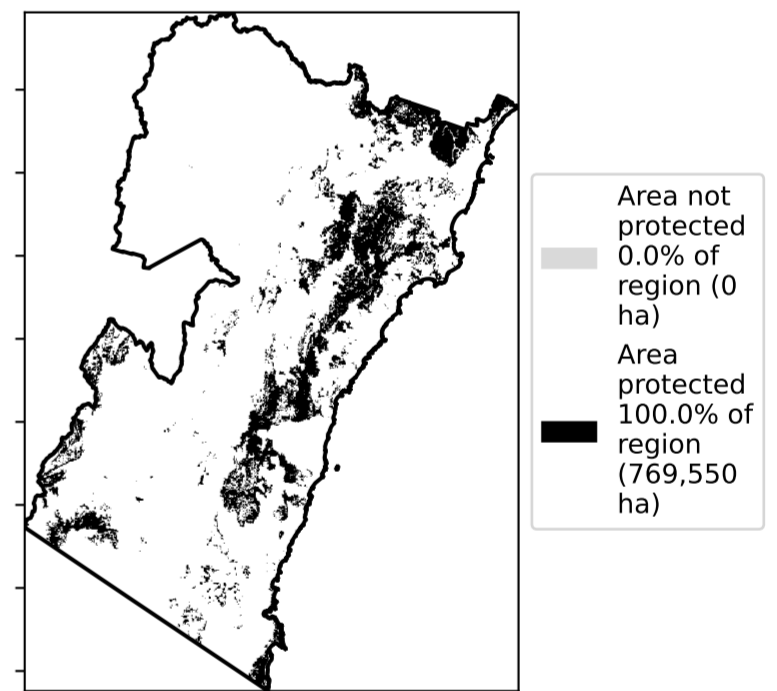 Area not
protected
0.0% of
region (0
ha)
Area
protected
100.0% of
region
(769,550
ha)